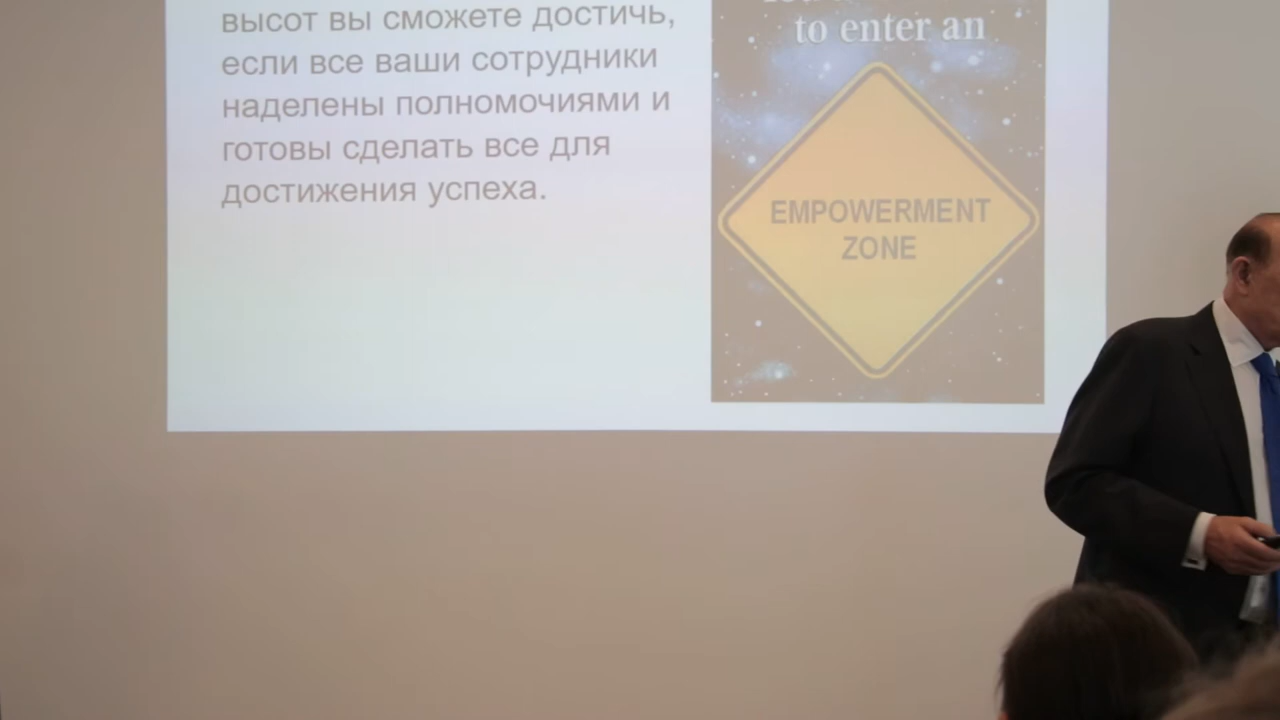 высот вы сможете достичь,
если все ваши сотрудники
наделены полномочиями и
готовы сделать все для
достижения успеха.
to enter an
EMPOWERMENT
ZONE